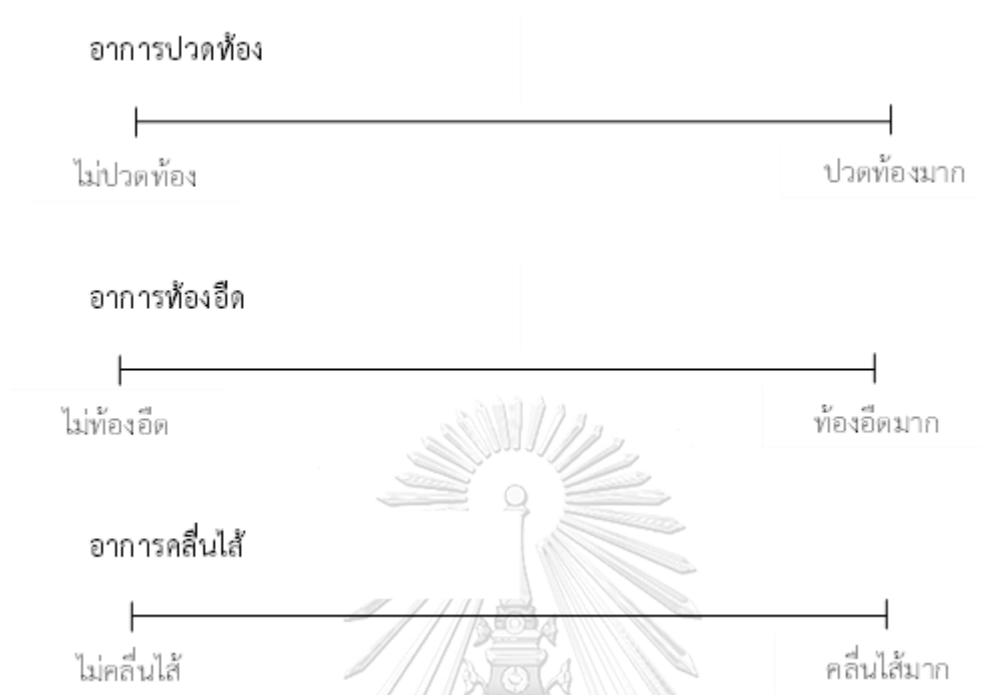 อาการปวดท้อง
ไม่ปวดท้อง ปวดท้องมาก
อาการท้องอืด
ไม่ท้องอืด ท้องอืดมาก
อาการคลื่นไส้
ไม่คลื่นไส้ คลื่นไส้มาก